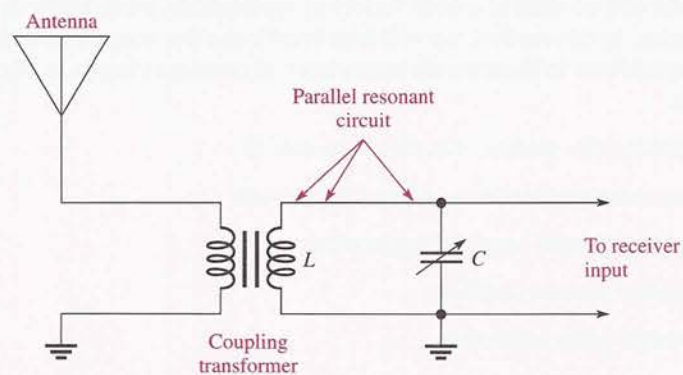 Antenna
Parallel resonant
circuit
L
C
To receiver
input
Coupling
transformer